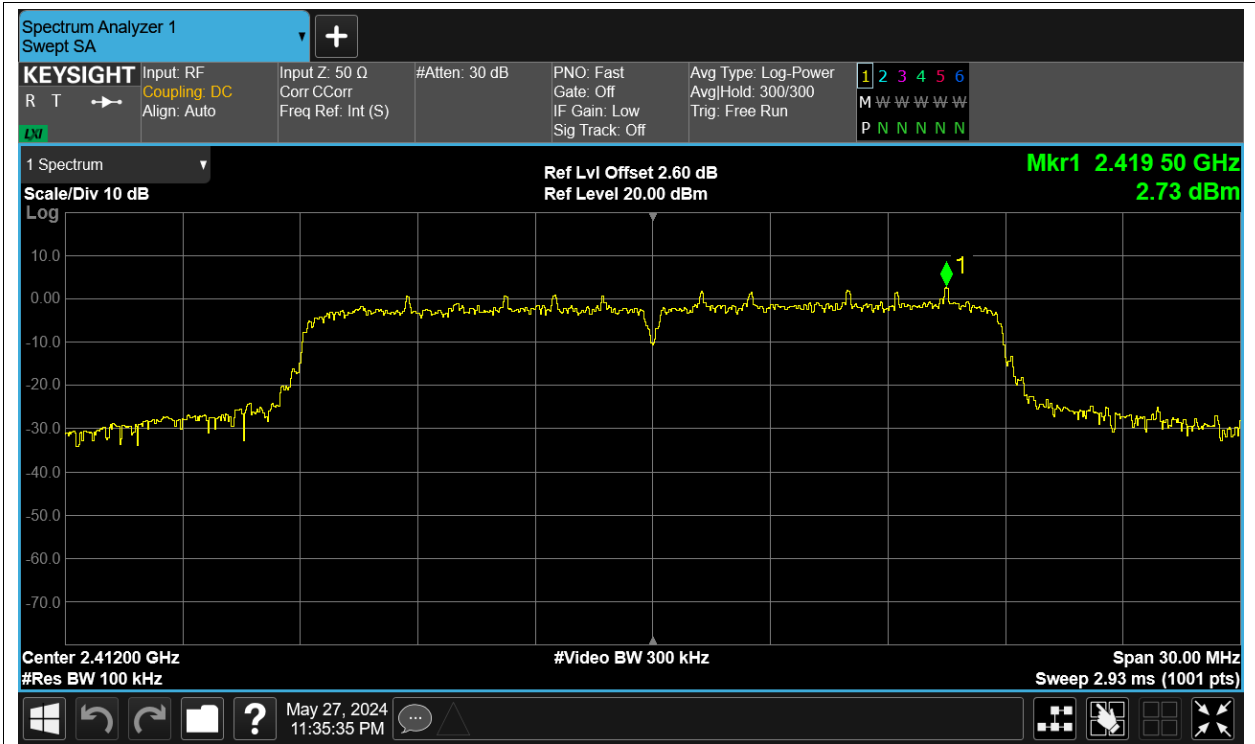 Spectrum Analyzer 1
Swept SA
KEYSIGHT
R T
LXI
Input: RF
Coupling: DC
Align: Auto
Input Z: 50 Ω
Corr CCorr
Freq Ref: Int (S)
#Atten: 30 dB
PNO: Fast
Gate: Off
IF Gain: Low
Sig Track: Off
Avg Type: Log-Power
Avg|Hold: 300/300
Trig: Free Run
1 2 3 4 5 6
M W W W W W
P N N N N N
1 Spectrum
Scale/Div 10 dB
Ref Lvl Offset 2.60 dB
Ref Level 20.00 dBm
Mkr1 2.419 50 GHz
2.73 dBm
Log
10.0
0.00
-10.0
-20.0
-30.0
-40.0
-50.0
-60.0
-70.0
1
Center 2.41200 GHz
#Res BW 100 kHz
#Video BW 300 kHz
Span 30.00 MHz
Sweep 2.93 ms (1001 pts)
?
May 27, 2024
11:35:35 PM